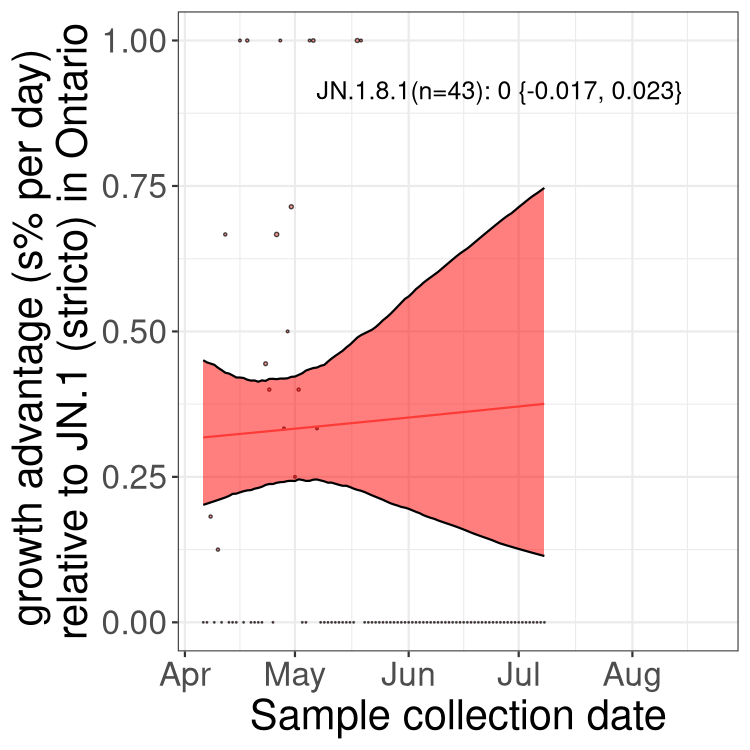 growth advantage (s% per day)
relative to JN.1 (stricto) in Ontario
1.00
0.75
0.50
0.25
0.00
JN.1.8.1(n=43): 0 {-0.017, 0.023}
Apr May Jun Jul Aug
Sample collection date